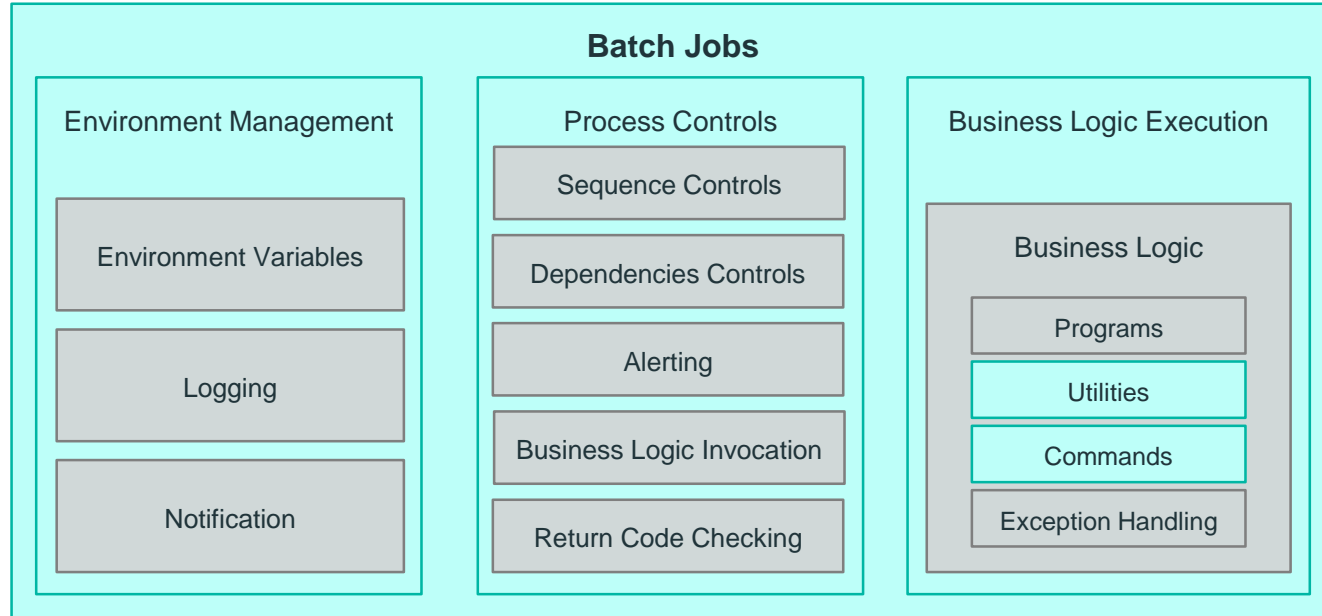 Batch Jobs
Environment Management
Environment Variables
Logging
Notification
Process Controls
Sequence Controls
Dependencies Controls
Alerting
Business Logic Invocation
Return Code Checking
Business Logic Execution
Business Logic
Programs
Utilities
Commands
Exception Handling